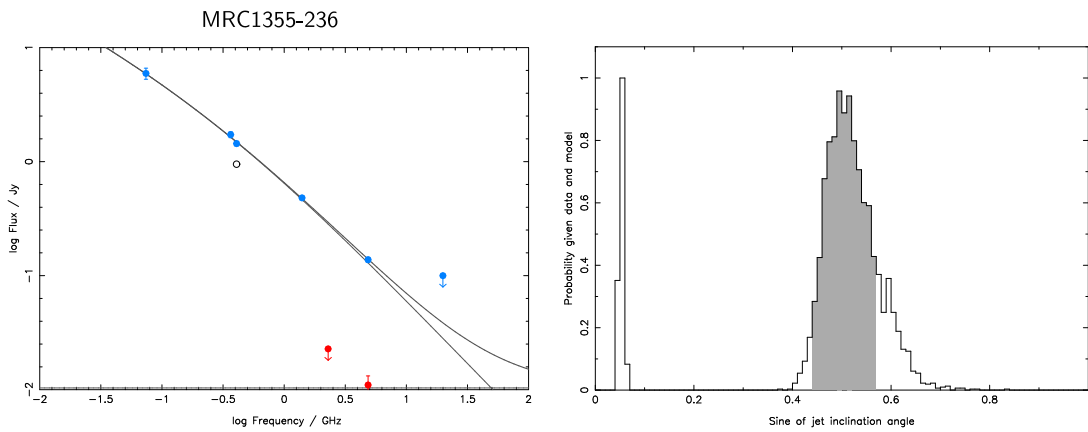 MRC1355-236
log Flux / Jy
1
0
−1
−2
−2 −1.5 −1 −0.5 0 0.5 1 1.5 2
log Frequency / GHz
Probability given data and model
1
0.8
0.6
0.4
0.2
0
0 0.2 0.4 0.6 0.8
Sine of jet inclination angle